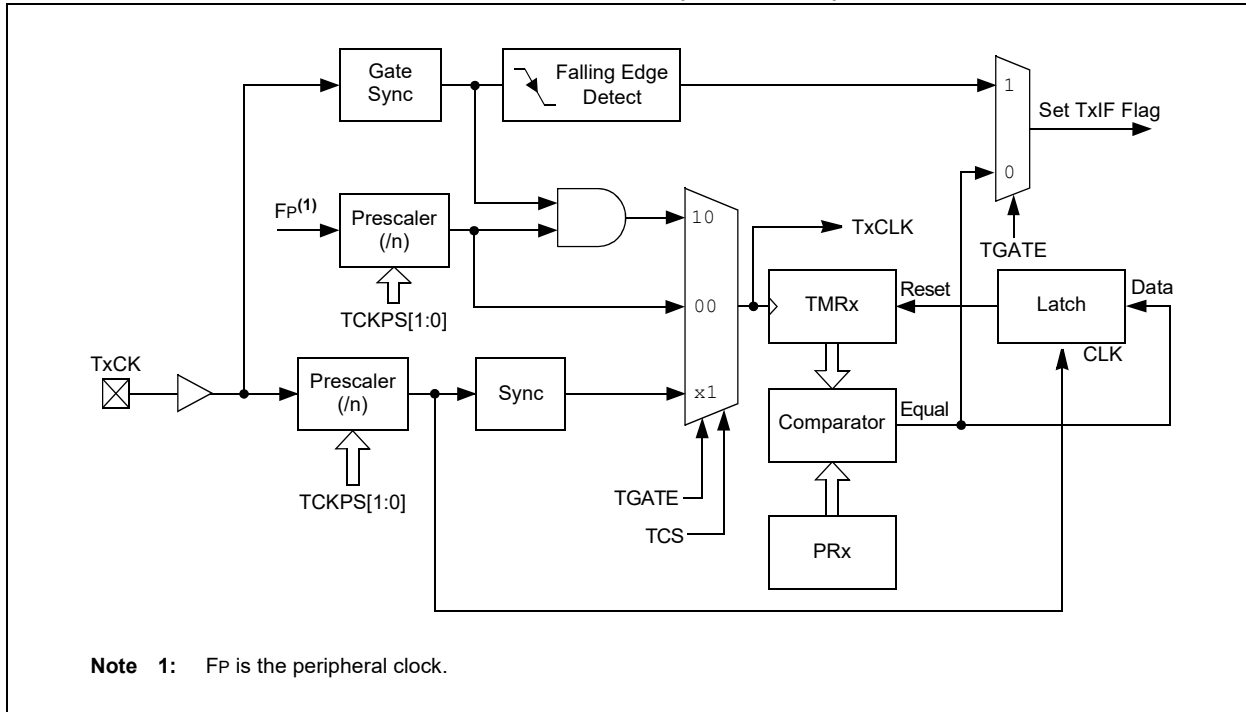 Gate
Sync
Falling Edge
Detect
1
Set TxIF Flag
0
TGATE
FP(1)
Prescaler
(/n)
TCKPS[1:0]
10
00
x1
TxCLK
TMRx
Reset
Latch
Data
CLK
TxCK
Prescaler
(/n)
TCKPS[1:0]
Sync
Comparator
Equal
TGATE
TCS
PRx
Note 1: FP is the peripheral clock.